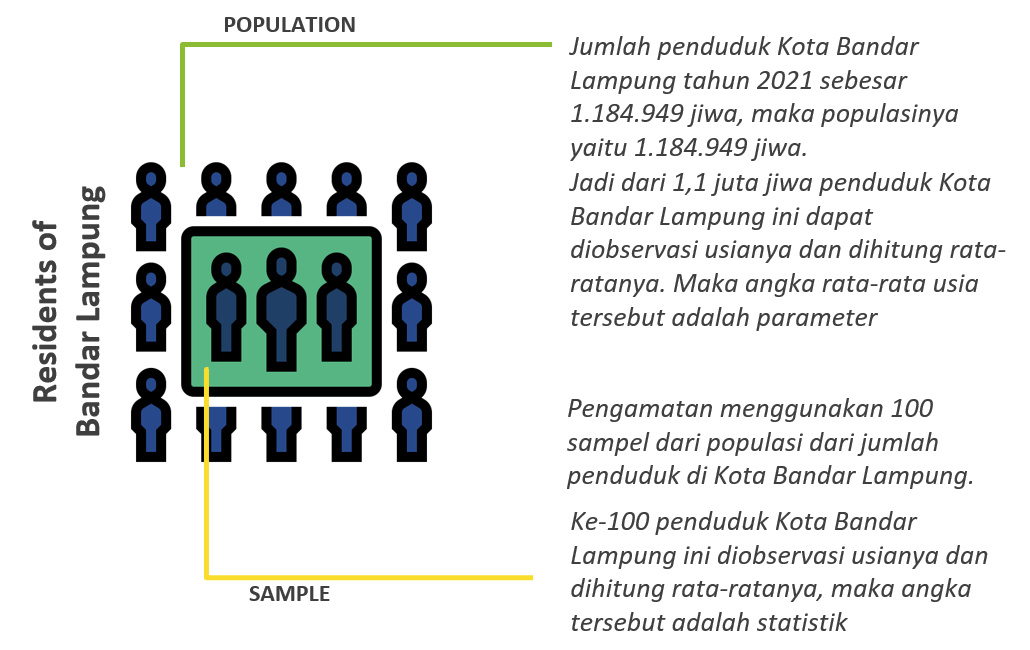 POPULATION
Jumlah penduduk Kota Bandar
Lampung tahun 2021 sebesar
1.184.949 jiwa, maka populasinya
yaitu 1.184.949 jiwa.
Jadi dari 1,1 juta jiwa penduduk Kota
Bandar Lampung ini dapat
diobservasi usianya dan dihitung rata-
ratanya. Maka angka rata-rata usia
tersebut adalah parameter
Residents of
Bandar Lampung
Pengamatan menggunakan 100
sampel dari populasi dari jumlah
penduduk di Kota Bandar Lampung.
Ke-100 penduduk Kota Bandar
Lampung ini diobservasi usianya dan
dihitung rata-ratanya, maka angka
tersebut adalah statistik
SAMPLE